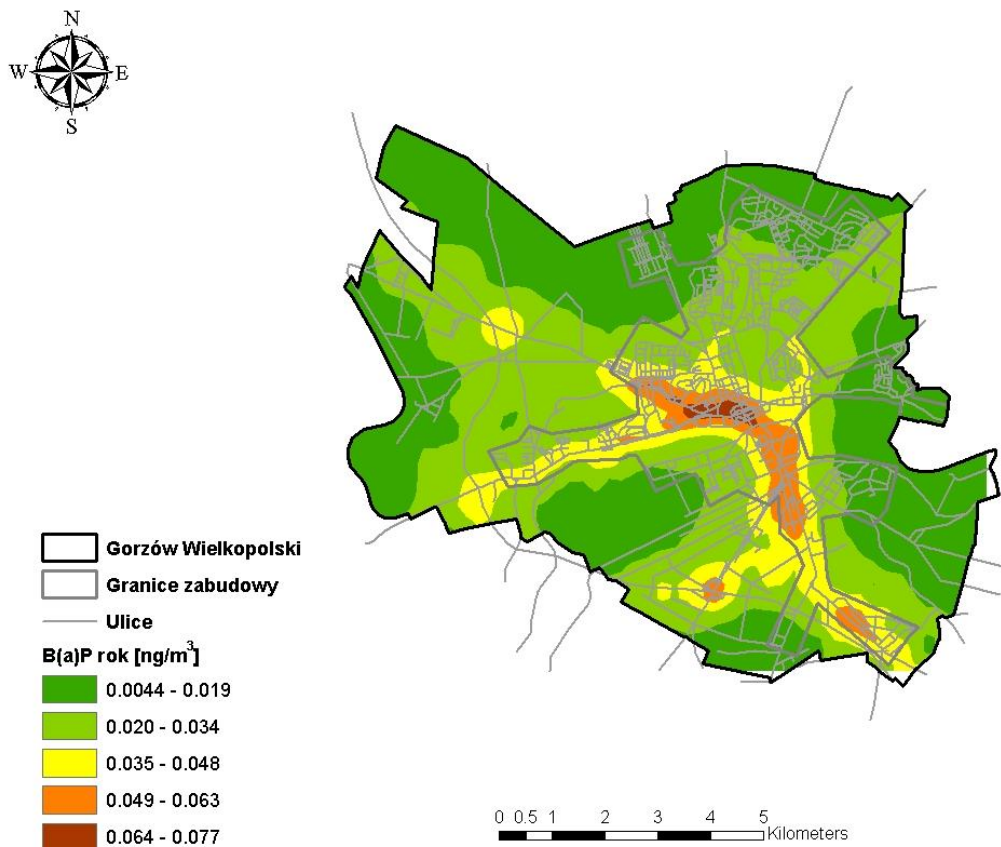 N
W E
S
Gorzów Wielkopolski
Granice zabudowy
Ulice
B(a)P rok [ng/m³]
0.0044 - 0.019
0.020 - 0.034
0.035 - 0.048
0.049 - 0.063
0.064 - 0.077
0 0.5 1 2 3 4 5
Kilometers